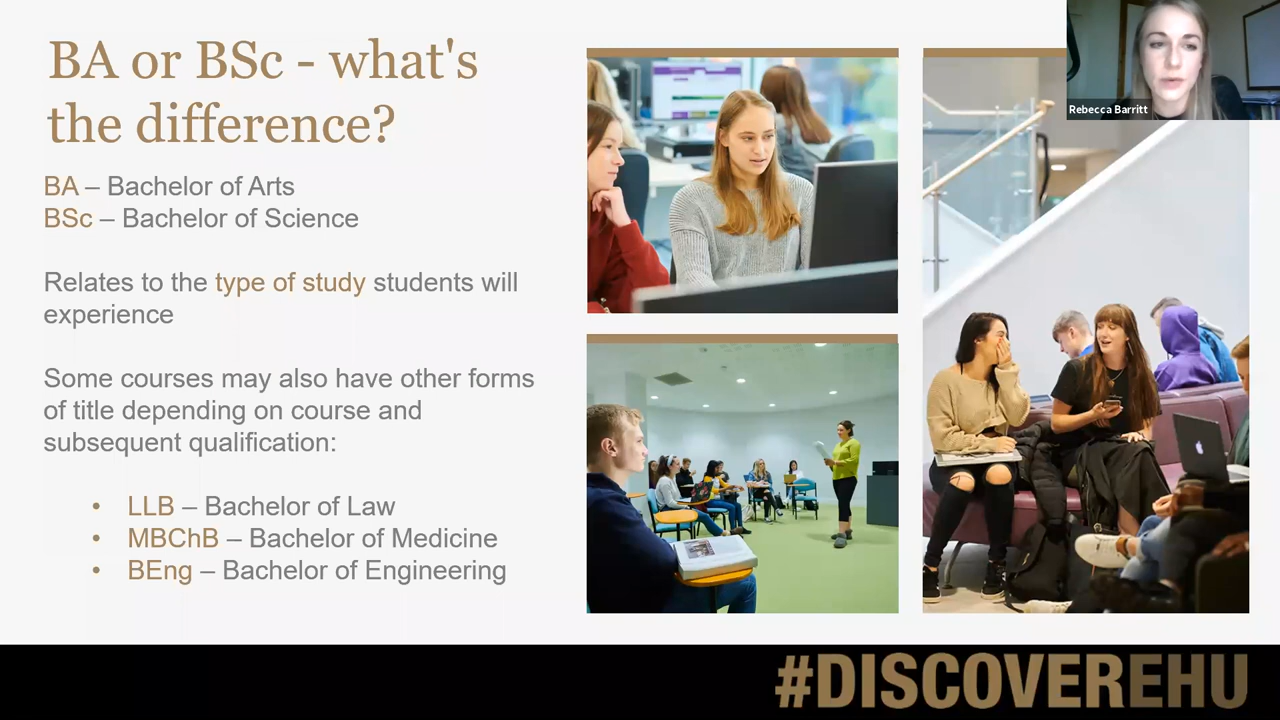 BA or BSc - what's
the difference?
BA – Bachelor of Arts
BSc – Bachelor of Science
Relates to the type of study students will
experience
Some courses may also have other forms
of title depending on course and
subsequent qualification:
• LLB – Bachelor of Law
• MBChB – Bachelor of Medicine
• BEng – Bachelor of Engineering
Rebecca Barritt
#DISCOVEREHU